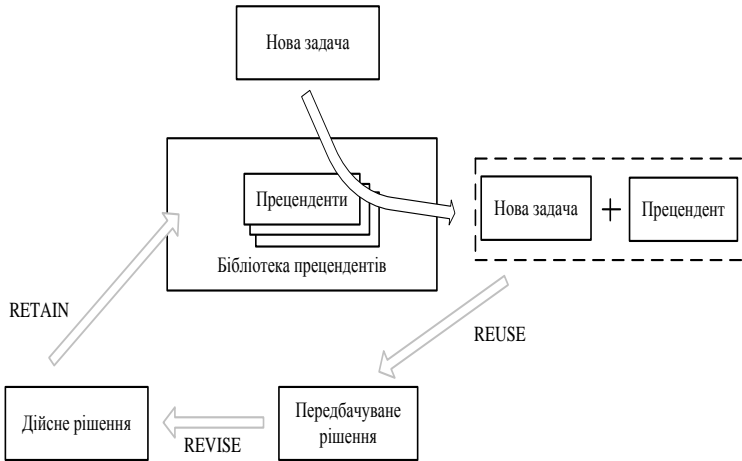 Нова задача
Прецеденти
Бібліотека прецендентів
Нова задача + Прецендент
RETAIN
REUSE
Дійсне рішення
REVISE
Передбачуване
рішення